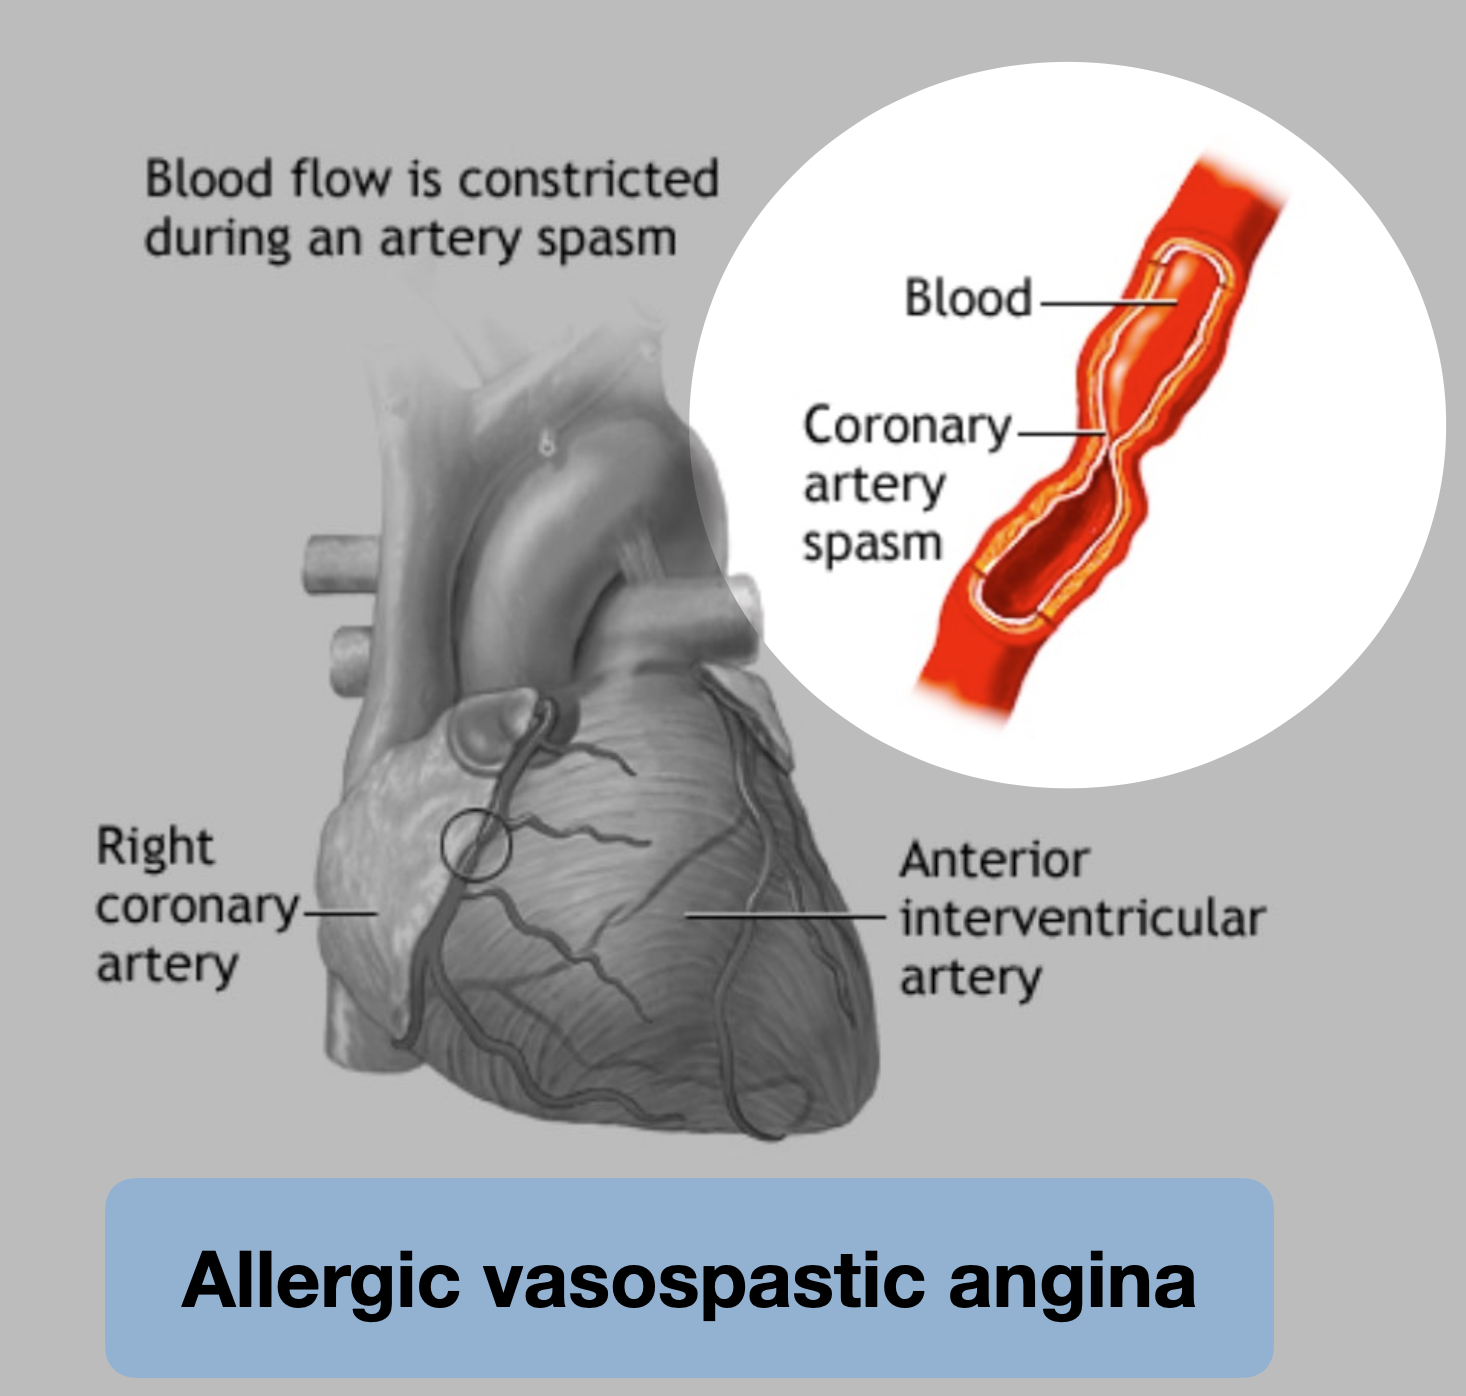 Blood flow is constricted
during an artery spasm
Blood
Coronary
artery
spasm
Right
coronary
artery
Anterior
interventricular
artery
Allergic vasospastic angina